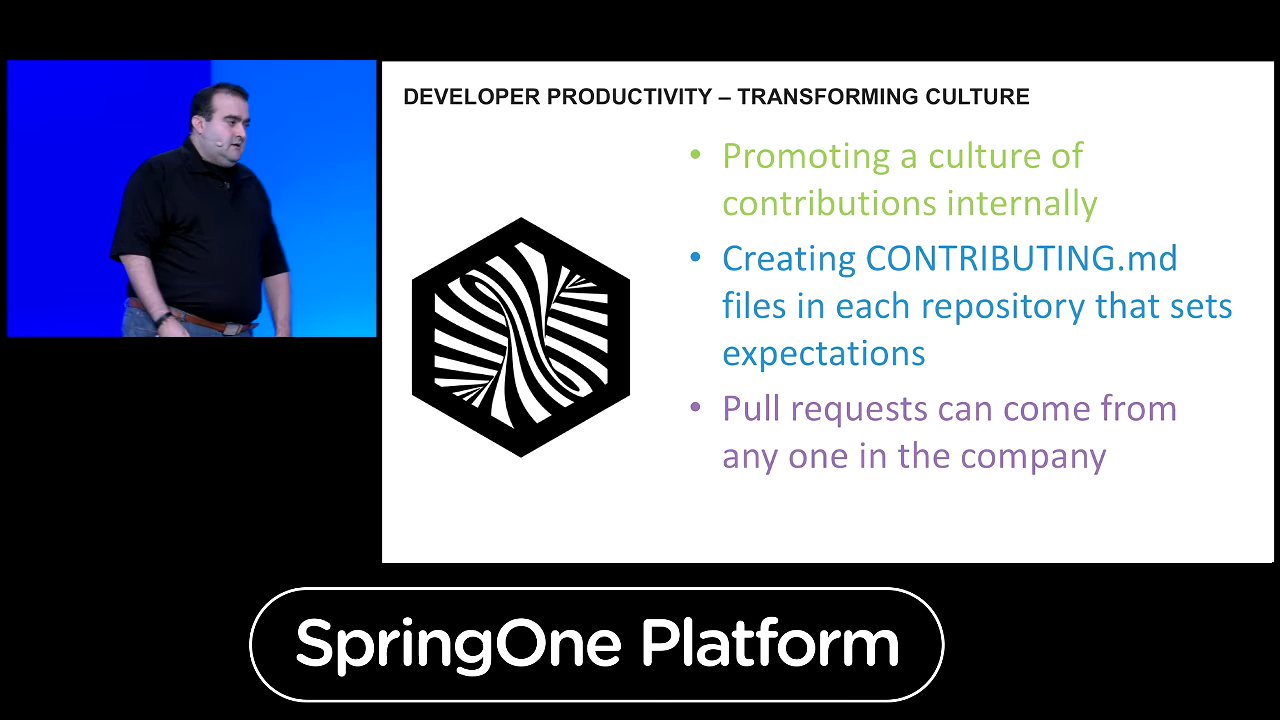 DEVELOPER PRODUCTIVITY – TRANSFORMING CULTURE
• Promoting a culture of
contributions internally
• Creating CONTRIBUTING.md
files in each repository that sets
expectations
• Pull requests can come from
any one in the company
SpringOne Platform